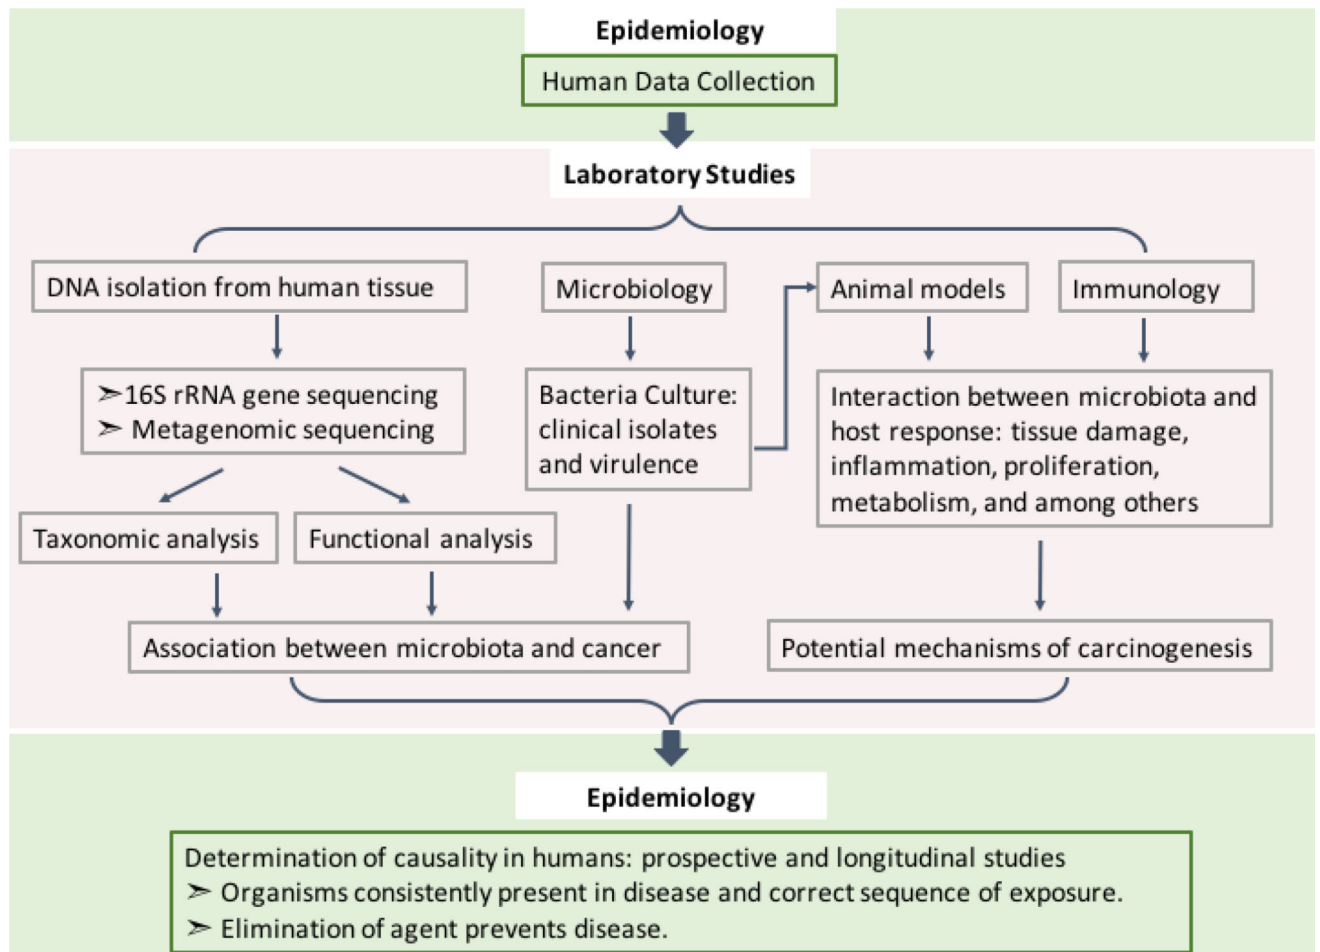 Epidemiology
Human Data Collection
Laboratory Studies
DNA isolation from human tissue
Microbiology
Animal models
Immunology
➣16S rRNA gene sequencing
➣ Metagenomic sequencing
Bacteria Culture:
clinical isolates
and virulence
Interaction between microbiota and
host response: tissue damage,
inflammation, proliferation,
metabolism, and among others
Taxonomic analysis
Functional analysis
Association between microbiota and cancer
Potential mechanisms of carcinogenesis
Epidemiology
Determination of causality in humans: prospective and longitudinal studies
➣ Organisms consistently present in disease and correct sequence of exposure.
➣ Elimination of agent prevents disease.